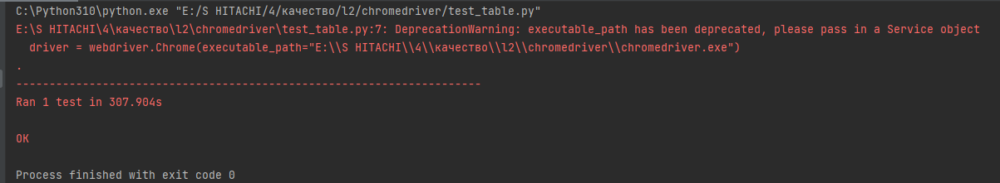 C:\Python310\python.exe "E:/S HITACHI/4/качество/l2/chromedriver/test_table.py"
E:\S HITACHI\4\качество\l2\chromedriver\test_table.py:7: DeprecationWarning: executable_path has been deprecated, please pass in a Service object
  driver = webdriver.Chrome(executable_path="E:\\S HITACHI\\4\\качество\\l2\\chromedriver\\chromedriver.exe")
.
----------------------------------------------------------------------
Ran 1 test in 307.904s
OK
Process finished with exit code 0